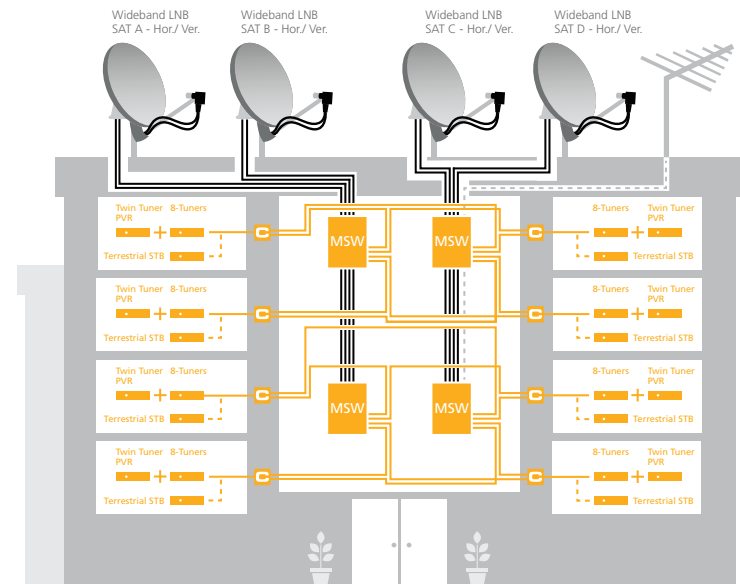 Wideband LNB
SAT A - Hor./ Ver.
Wideband LNB
SAT B - Hor./ Ver.
Wideband LNB
SAT C - Hor./ Ver.
Wideband LNB
SAT D - Hor./ Ver.
Twin Tuner
PVR
8-Tuners
Terrestrial STB
MSW
MSW
8-Tuners
Twin Tuner
PVR
Terrestrial STB
Twin Tuner
PVR
8-Tuners
Terrestrial STB
8-Tuners
Twin Tuner
PVR
Terrestrial STB
Twin Tuner
PVR
8-Tuners
Terrestrial STB
MSW
MSW
8-Tuners
Twin Tuner
PVR
Terrestrial STB
Twin Tuner
PVR
8-Tuners
Terrestrial STB
8-Tuners
Twin Tuner
PVR
Terrestrial STB